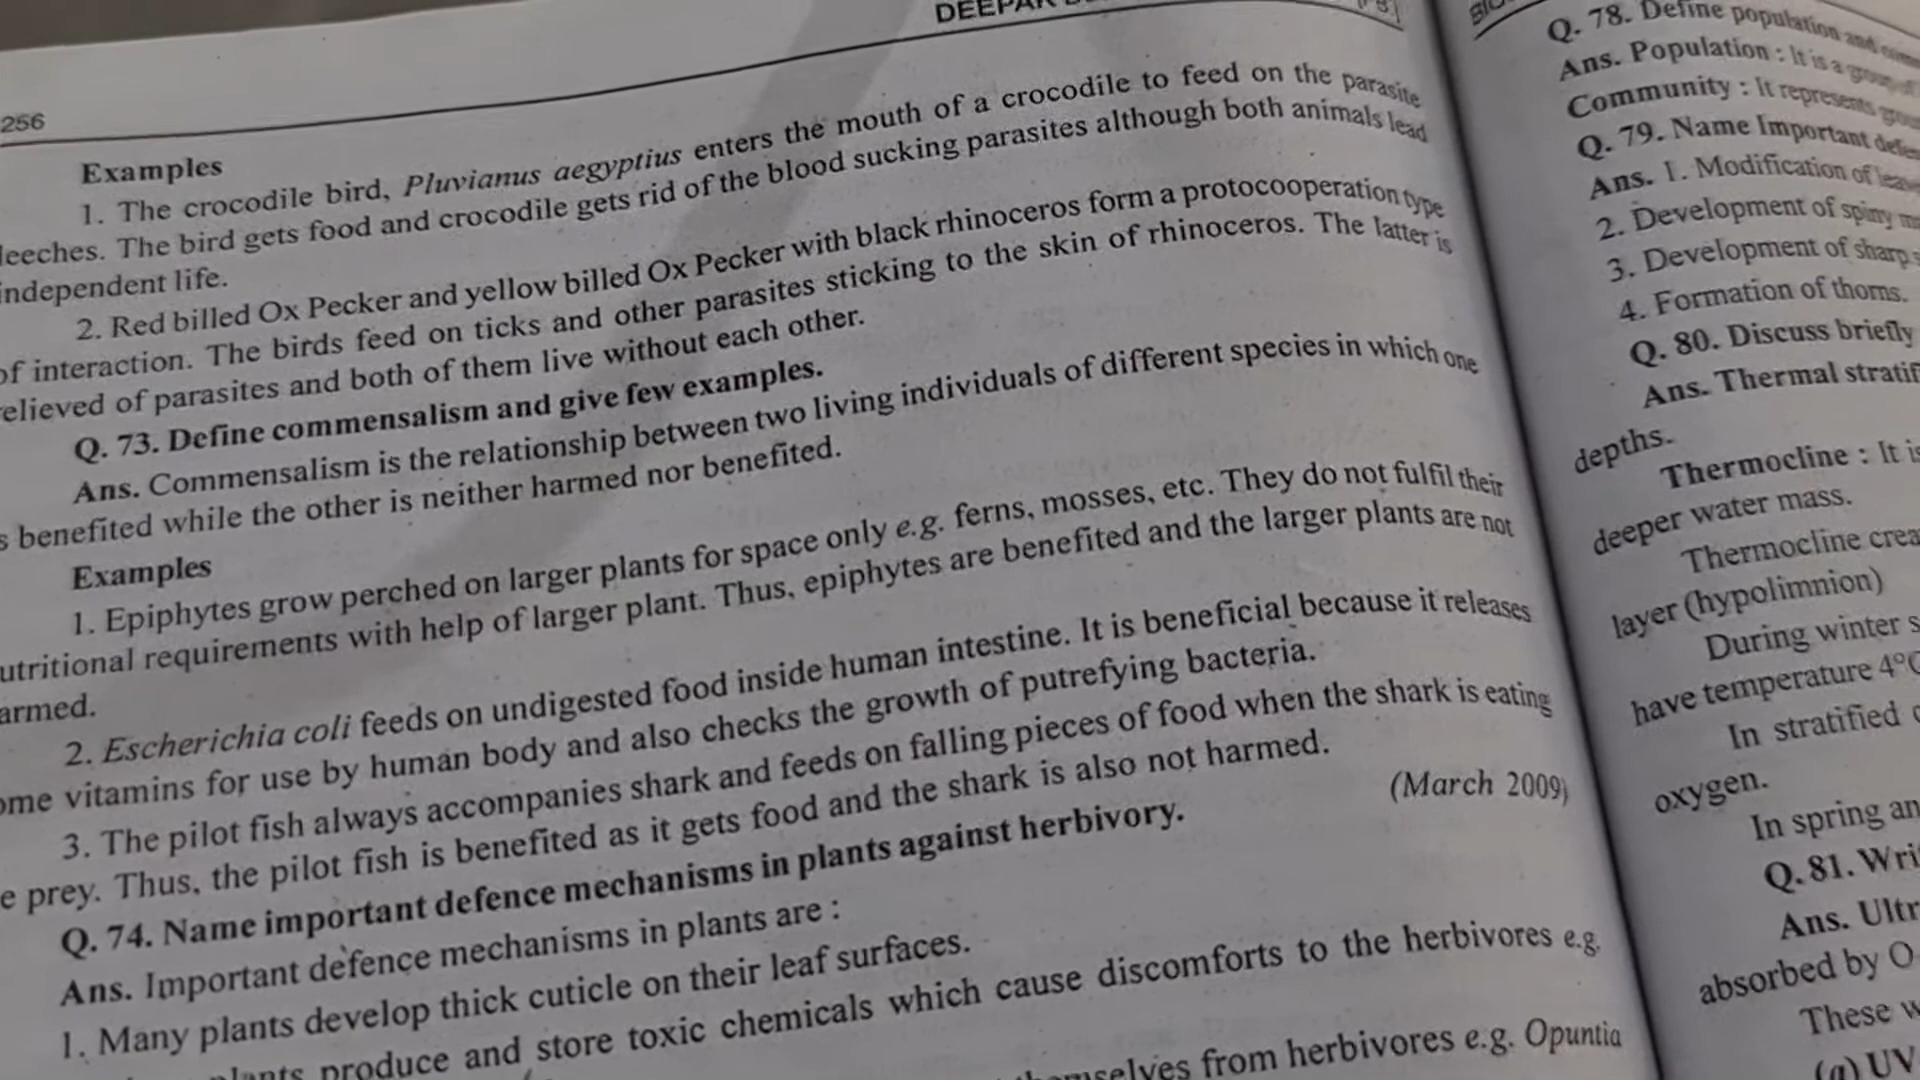 256
Examples
1. The crocodile bird, Pluvianus aegyptius enters the mouth of a crocodile to feed on the parasite
leeches. The bird gets food and crocodile gets rid of the blood sucking parasites although both animals lead
independent life.
2. Red billed Ox Pecker and yellow billed Ox Pecker with black rhinoceros form a protocooperation type
of interaction. The birds feed on ticks and other parasites sticking to the skin of rhinoceros. The latter is
elieved of parasites and both of them live without each other.
Q. 73. Define commensalism and give few examples.
Ans. Commensalism is the relationship between two living individuals of different species in which one
s benefited while the other is neither harmed nor benefited.
Examples
1. Epiphytes grow perched on larger plants for space only e.g. ferns, mosses, etc. They do not fulfil their
utritional requirements with help of larger plant. Thus, epiphytes are benefited and the larger plants are not
armed.
2. Escherichia coli feeds on undigested food inside human intestine. It is beneficial because it releases
ome vitamins for use by human body and also checks the growth of putrefying bacteria.
3. The pilot fish always accompanies shark and feeds on falling pieces of food when the shark is eating
e prey. Thus, the pilot fish is benefited as it gets food and the shark is also not harmed.
Q. 74. Name important defence mechanisms in plants against herbivory. (March 2009)
Ans. Important defence mechanisms in plants are :
1. Many plants develop thick cuticle on their leaf surfaces.
plants produce and store toxic chemicals which cause discomforts to the herbivores e.g.
themselves from herbivores e.g. Opuntia
Q. 78. Define population and
Ans. Population : It is a group of
Community : It represents
Q. 79. Name Important
Ans. 1. Modification of
2. Development of spiny
3. Development of sharp
4. Formation of thorns.
Q. 80. Discuss briefly
Ans. Thermal stratif
depths.
Thermocline : It is
deeper water mass.
Thermocline crea
layer (hypolimnion)
During winter s
have temperature 4°C
In stratified
oxygen.
In spring an
Q. 81. Wri
Ans. Ultr
absorbed by O
These w
(a) UV